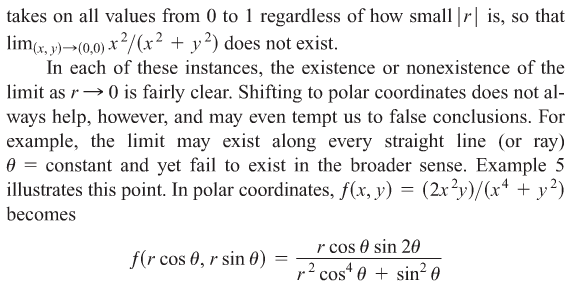 takes on all values from 0 to 1 regardless of how small |r| is, so that
lim(x, y)→(0,0) x²/(x² + y²) does not exist.
In each of these instances, the existence or nonexistence of the
limit as r → 0 is fairly clear. Shifting to polar coordinates does not al-
ways help, however, and may even tempt us to false conclusions. For
example, the limit may exist along every straight line (or ray)
θ = constant and yet fail to exist in the broader sense. Example 5
illustrates this point. In polar coordinates, f(x, y) = (2x²y)/(x⁴ + y²)
becomes
f(r cos θ, r sin θ) = r cos θ sin 2θ / r² cos⁴ θ + sin² θ